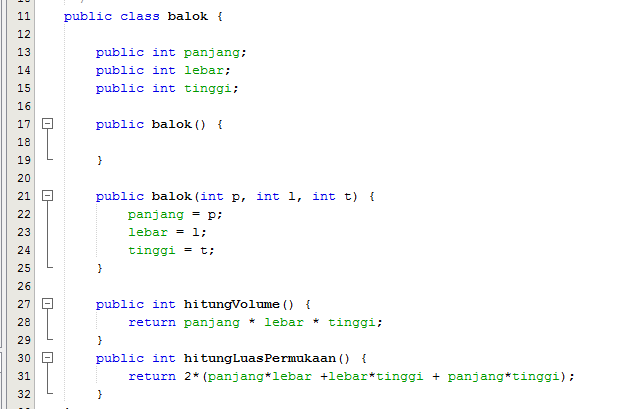 11 public class balok {
12
13 public int panjang;
14 public int lebar;
15 public int tinggi;
16
17 public balok() {
18
19 }
20
21 public balok(int p, int l, int t) {
22 panjang = p;
23 lebar = l;
24 tinggi = t;
25 }
26
27 public int hitungVolume() {
28 return panjang * lebar * tinggi;
29 }
30 public int hitungLuasPermukaan() {
31 return 2*(panjang*lebar +lebar*tinggi + panjang*tinggi);
32 }